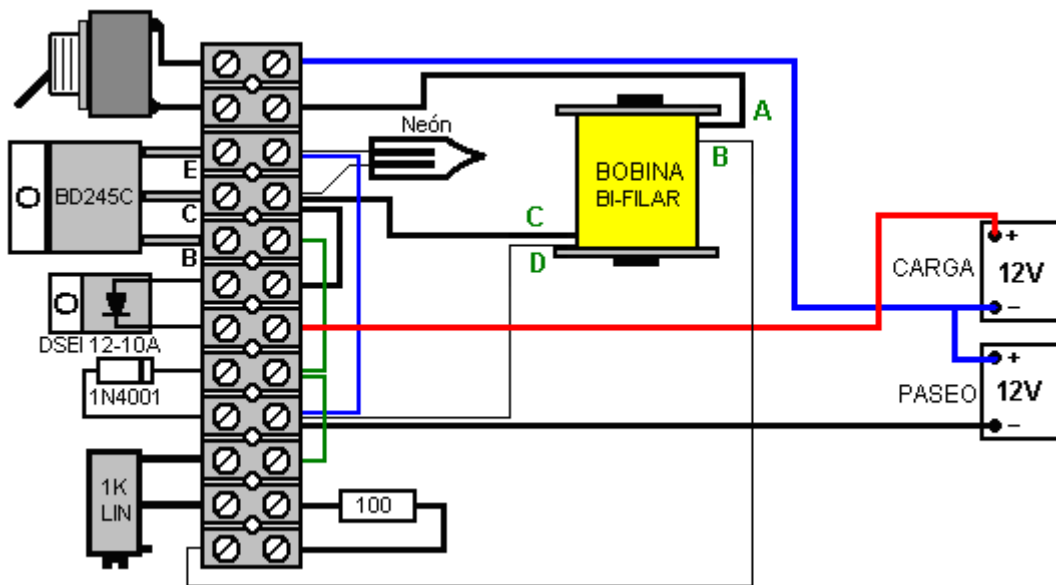 Neón
A
B
BOBINA
BI-FILAR
C
D
E
BD245C
C
B
DSEI 12-10A
1N4001
1K
LIN
100
CARGA
+
12V
−
PASEO
+
12V
−